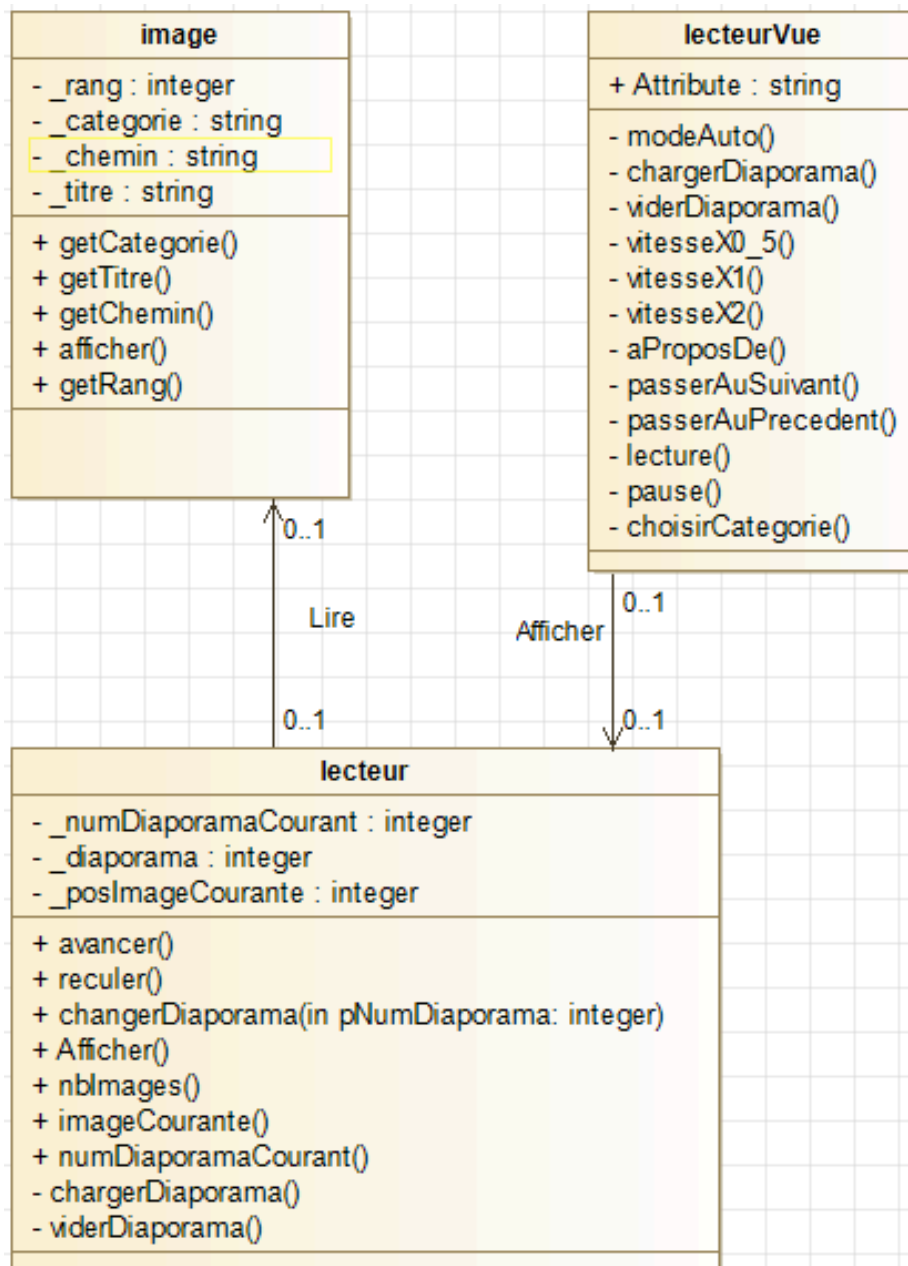 image
- _rang : integer
- _categorie : string
- _chemin : string
- _titre : string
+ getCategorie()
+ getTitre()
+ getChemin()
+ afficher()
+ getRang()
lecteurVue
+ Attribute : string
- modeAuto()
- chargerDiaporama()
- viderDiaporama()
- vitesseX0_5()
- vitesseX1()
- vitesseX2()
- aProposDe()
- passerAuSuivant()
- passerAuPrecedent()
- lecture()
- pause()
- choisirCategorie()
0..1
Lire
0..1
0..1
Afficher
0..1
lecteur
- _numDiaporamaCourant : integer
- _diaporama : integer
- _posImageCourante : integer
+ avancer()
+ reculer()
+ changerDiaporama(in pNumDiaporama: integer)
+ Afficher()
+ nbImages()
+ imageCourante()
+ numDiaporamaCourant()
- chargerDiaporama()
- viderDiaporama()